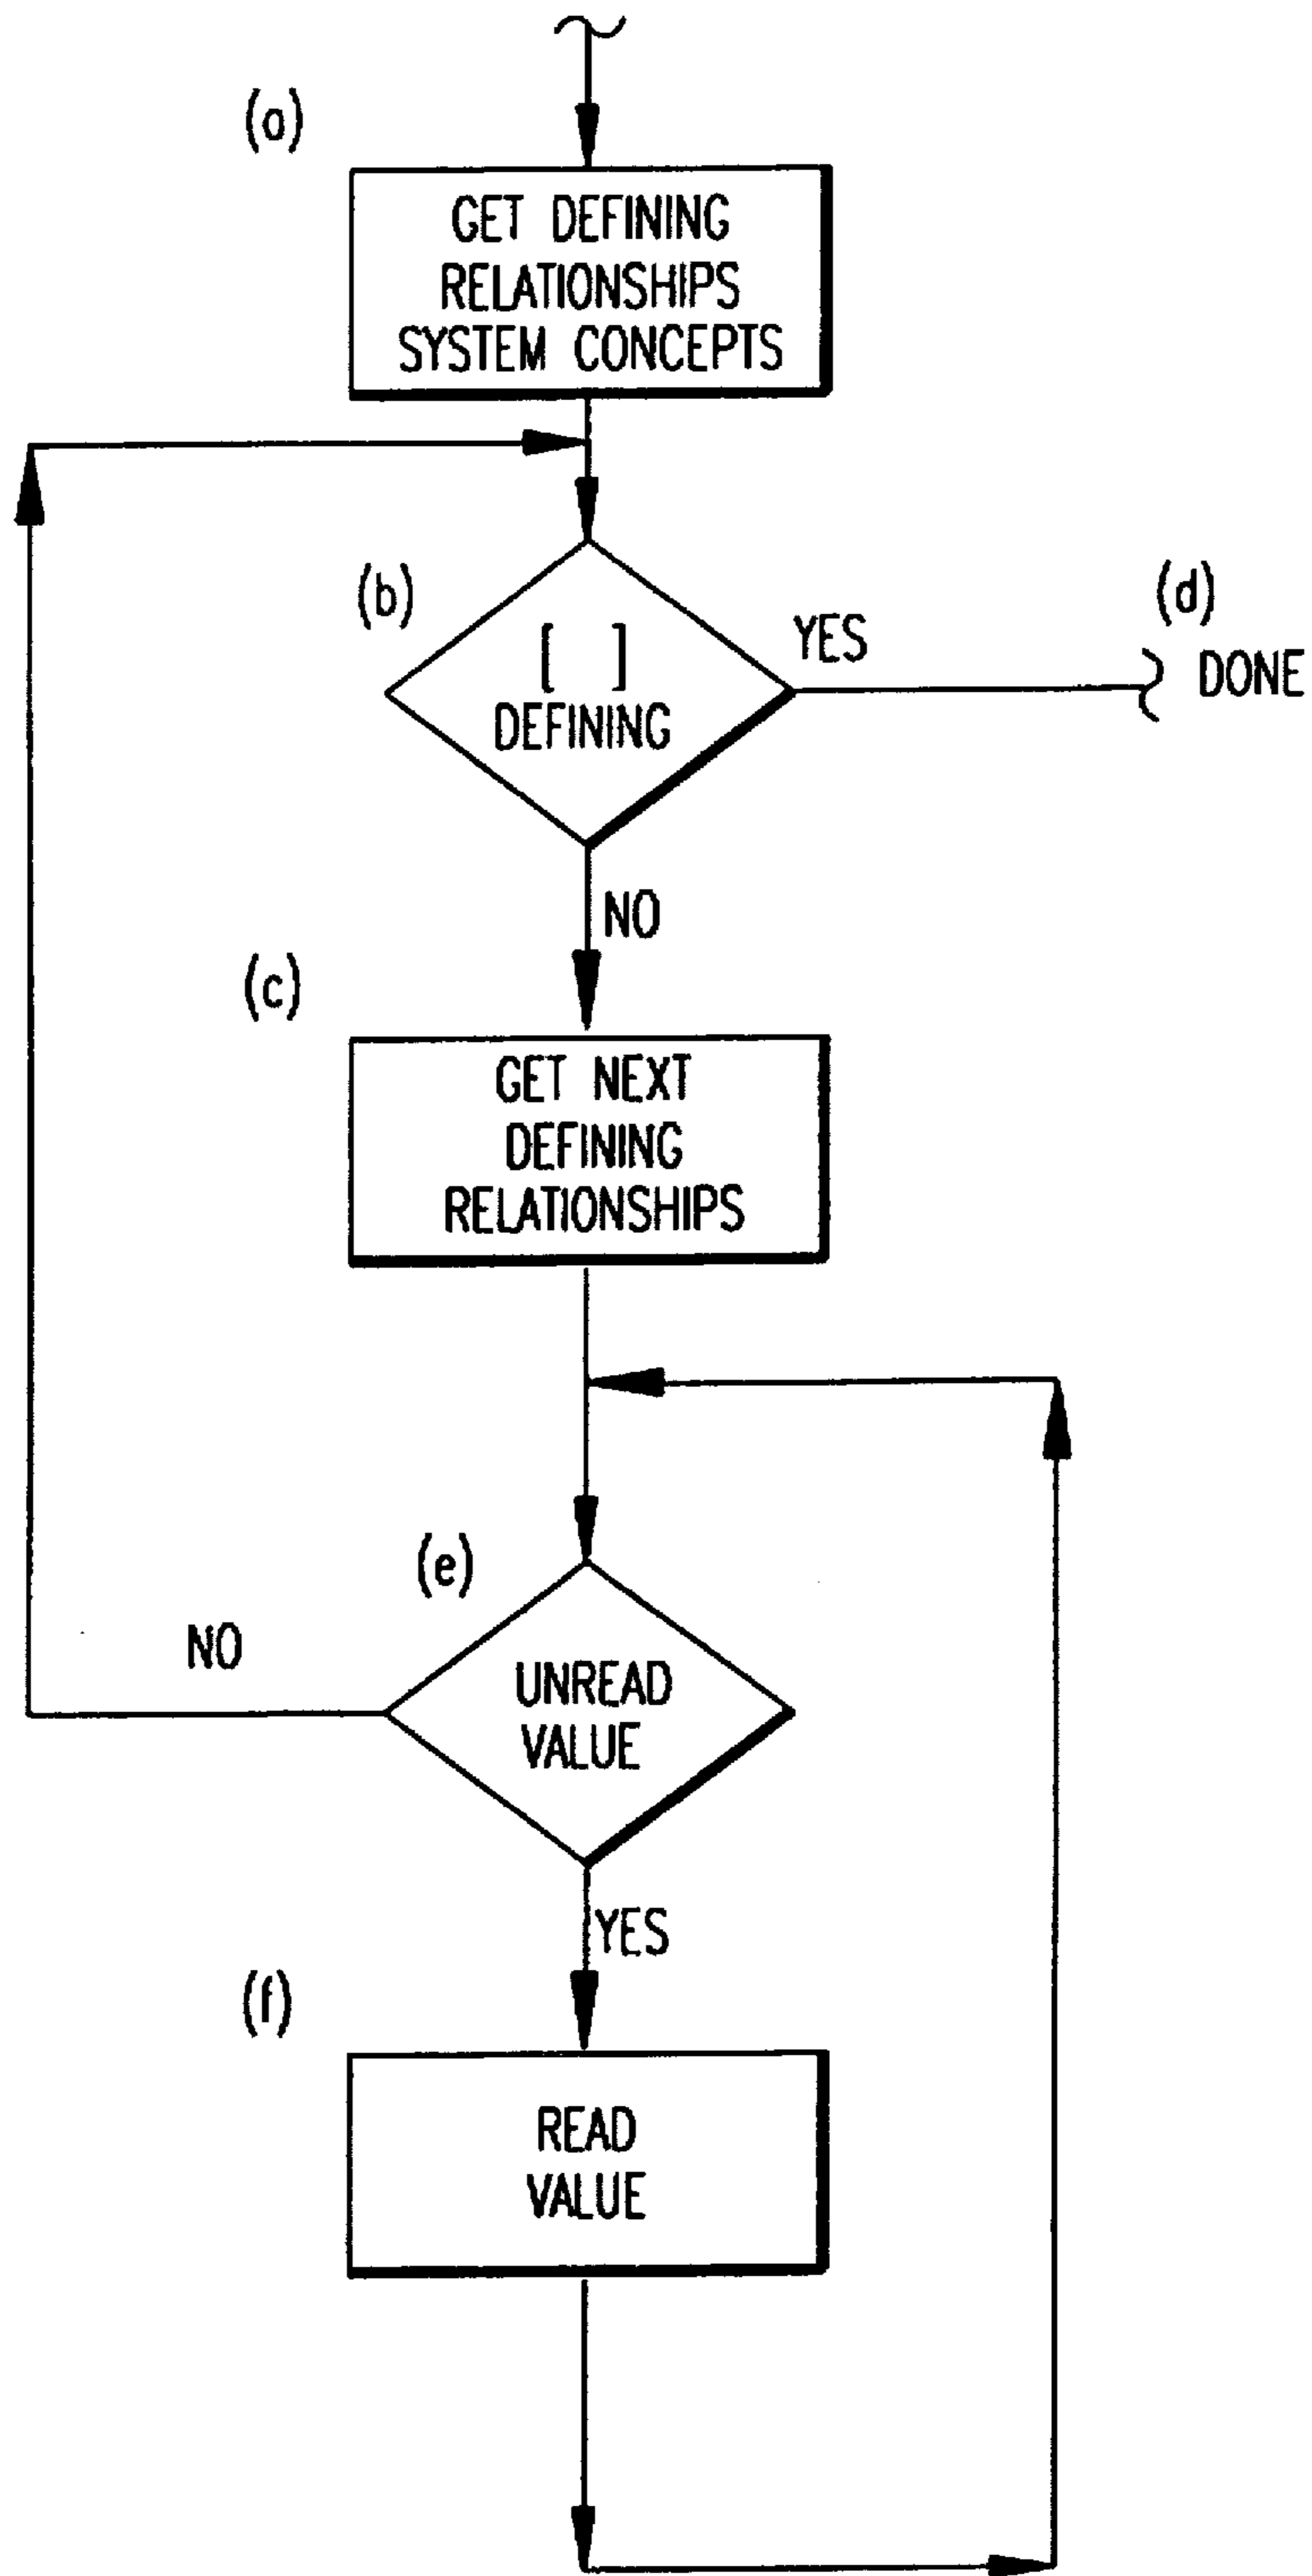 (a)
GET DEFINING
RELATIONSHIPS
SYSTEM CONCEPTS
(b)
[ ]
DEFINING
YES
(d)
DONE
NO
(c)
GET NEXT
DEFINING
RELATIONSHIPS
(e)
UNREAD
VALUE
NO
YES
(f)
READ
VALUE